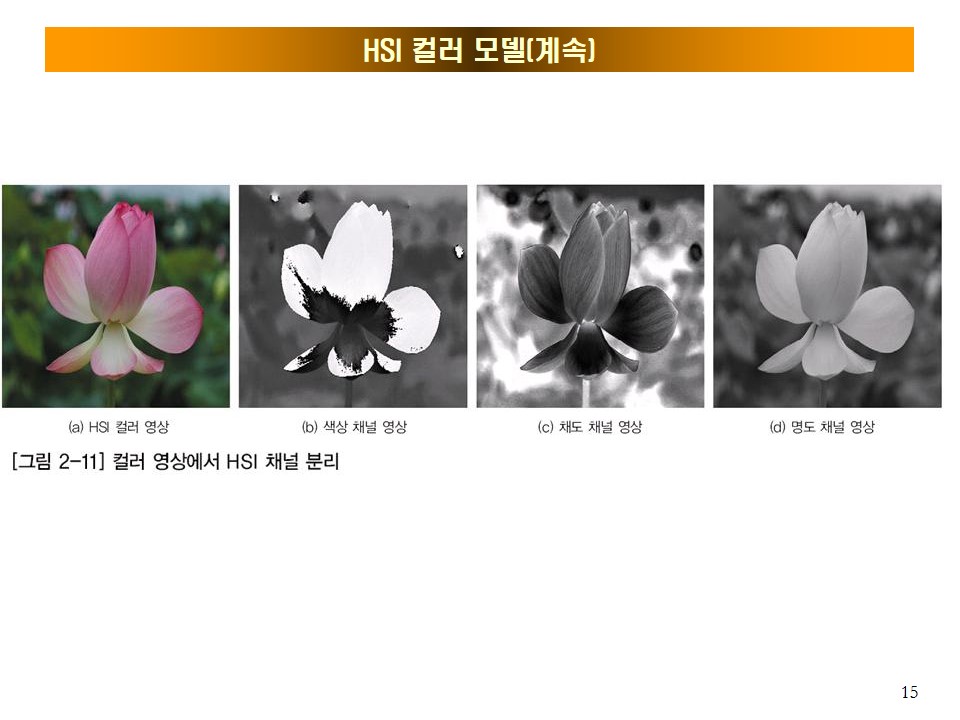 HSI 컬러 모델(계속)
(a) HSI 컬러 영상
(b) 색상 채널 영상
(c) 채도 채널 영상
(d) 명도 채널 영상
[그림 2-11] 컬러 영상에서 HSI 채널 분리
15